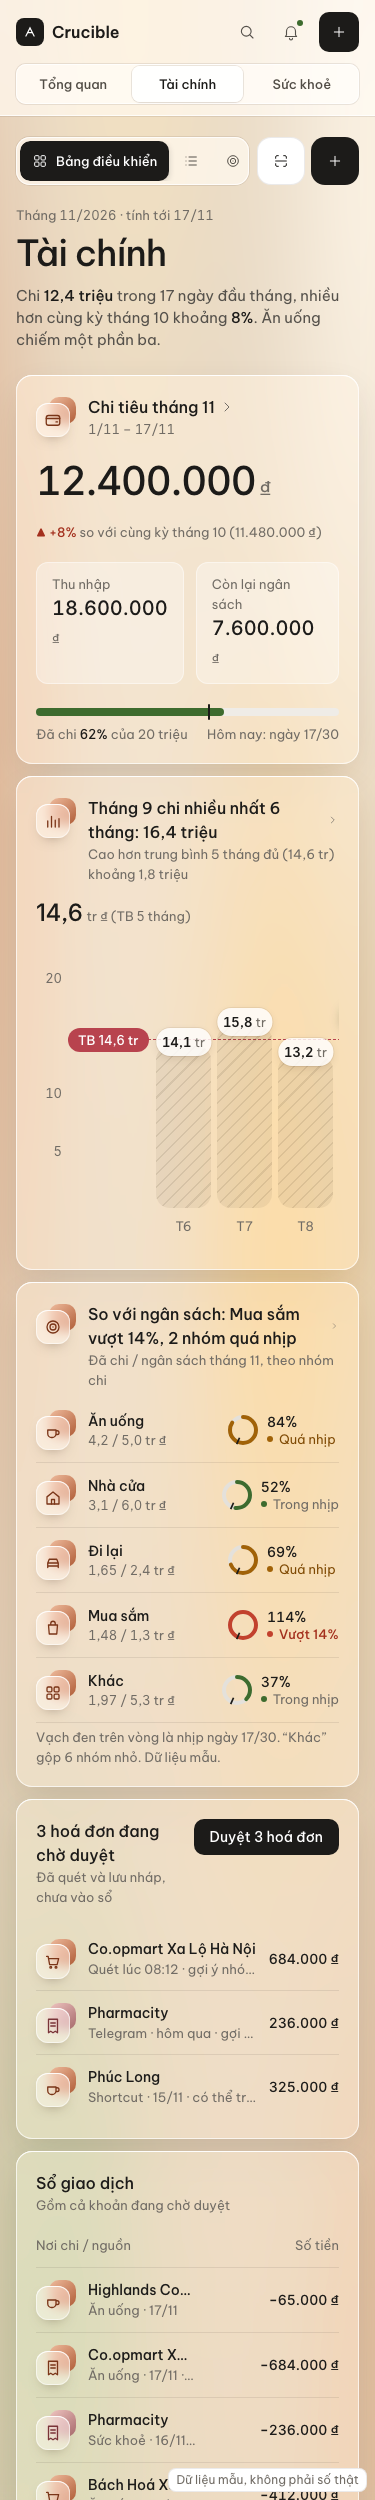 Crucible
Tổng quan
Tài chính
Sức khoẻ
Bảng điều khiển
Tháng 11/2026 · tính tới 17/11
Tài chính
Chi 12,4 triệu trong 17 ngày đầu tháng, nhiều
hơn cùng kỳ tháng 10 khoảng 8%. Ăn uống
chiếm một phần ba.
Chi tiêu tháng 11
1/11 – 17/11
12.400.000 đ
+8% so với cùng kỳ tháng 10 (11.480.000 đ)
Thu nhập
18.600.000
đ
Còn lại ngân
sách
7.600.000
đ
Đã chi 62% của 20 triệu
Hôm nay: ngày 17/30
Tháng 9 chi nhiều nhất 6
tháng: 16,4 triệu
Cao hơn trung bình 5 tháng đủ (14,6 tr)
khoảng 1,8 triệu
14,6 tr đ (TB 5 tháng)
20
15,8 tr
TB 14,6 tr
14,1 tr
13,2 tr
10
5
T6
T7
T8
So với ngân sách: Mua sắm
vượt 14%, 2 nhóm quá nhịp
Đã chi / ngân sách tháng 11, theo nhóm
chi
Ăn uống
4,2 / 5,0 tr đ
84%
Quá nhịp
Nhà cửa
3,1 / 6,0 tr đ
52%
Trong nhịp
Đi lại
1,65 / 2,4 tr đ
69%
Quá nhịp
Mua sắm
1,48 / 1,3 tr đ
114%
Vượt 14%
Khác
1,97 / 5,3 tr đ
37%
Trong nhịp
Vạch đen trên vòng là nhịp ngày 17/30. “Khác”
gộp 6 nhóm nhỏ. Dữ liệu mẫu.
3 hoá đơn đang
chờ duyệt
Duyệt 3 hoá đơn
Đã quét và lưu nháp,
chưa vào sổ
Co.opmart Xa Lộ Hà Nội
Quét lúc 08:12 · gợi ý nhó...
684.000 đ
Pharmacity
Telegram · hôm qua · gợi ...
236.000 đ
Phúc Long
Shortcut · 15/11 · có thể tr...
325.000 đ
Sổ giao dịch
Gồm cả khoản đang chờ duyệt
Nơi chi / nguồn
Số tiền
Highlands Co...
Ăn uống · 17/11
−65.000 đ
Co.opmart X...
Ăn uống · 17/11 ·...
−684.000 đ
Pharmacity
Sức khoẻ · 16/11...
−236.000 đ
Bách Hoá X
−412.000 đ
Dữ liệu mẫu, không phải số thật